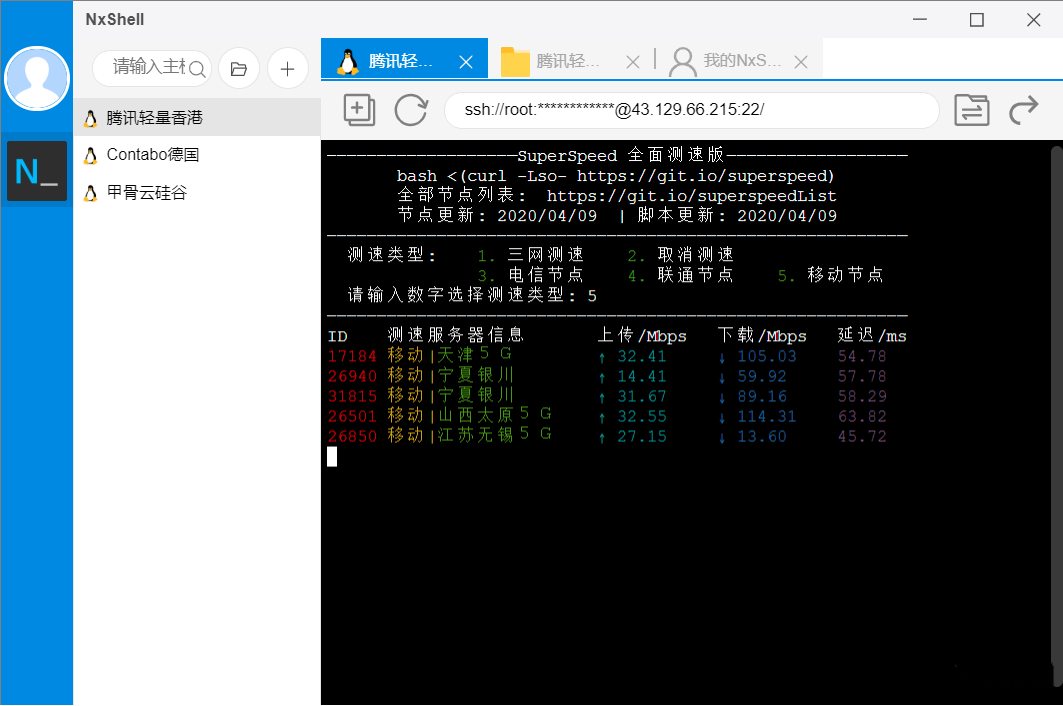 NxShell
请输入主机
腾讯轻量香港
Contabo德国
甲骨云硅谷
N_
腾讯轻...
腾讯轻...
我的NxS...
ssh://root:************@43.129.66.215:22/
———————————————————SuperSpeed 全面测速版——————————————————
bash <(curl -Lso- https://git.io/superspeed)
全部节点列表: https://git.io/superspeedList
节点更新: 2020/04/09 | 脚本更新: 2020/04/09
——————————————————————————————————————————————————————————
测速类型: 1. 三网测速 2. 取消测速
3. 电信节点 4. 联通节点 5. 移动节点
请输入数字选择测速类型: 5
——————————————————————————————————————————————————————————
ID 测速服务器信息 上传/Mbps 下载/Mbps 延迟/ms
17184 移动|天津５Ｇ ↑ 32.41 ↓ 105.03 54.78
26940 移动|宁夏银川 ↑ 14.41 ↓ 59.92 57.78
31815 移动|宁夏银川 ↑ 31.67 ↓ 89.16 58.29
26501 移动|山西太原５Ｇ ↑ 32.55 ↓ 114.31 63.82
26850 移动|江苏无锡５Ｇ ↑ 27.15 ↓ 13.60 45.72